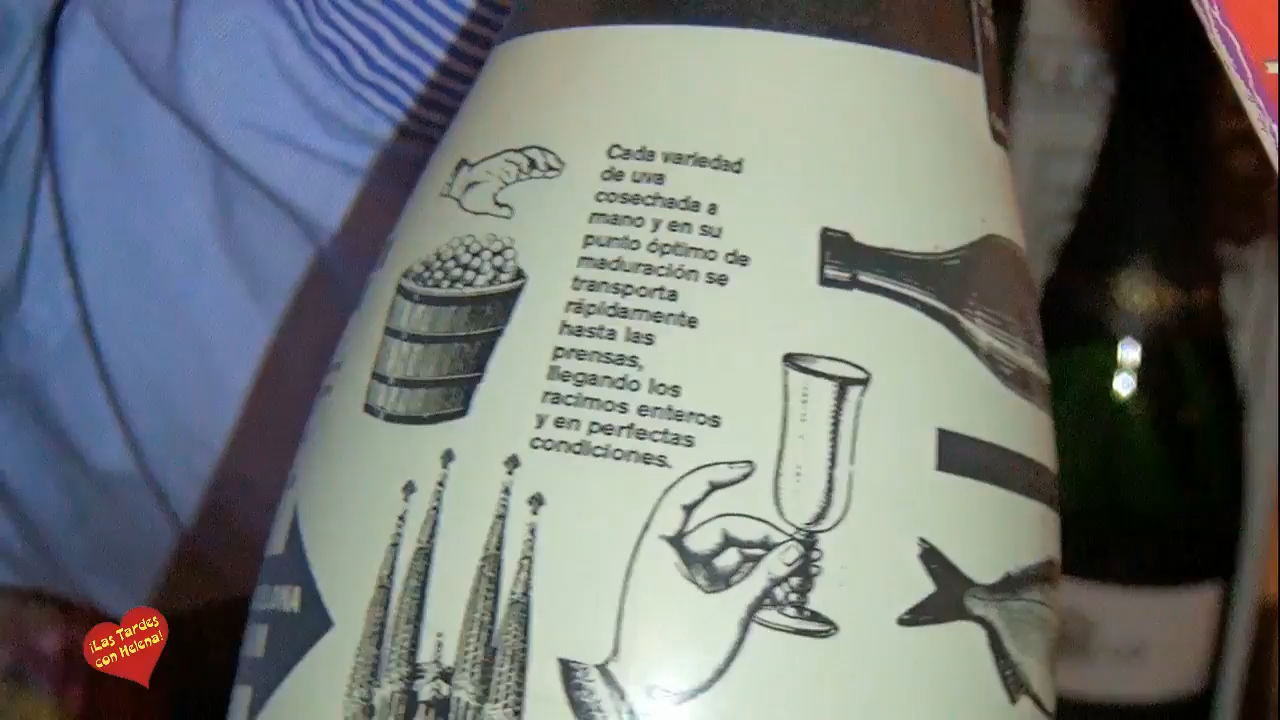 Cada variedad
de uva
cosechada a
mano y en su
punto óptimo de
maduración se
transporta
rápidamente
hasta las
prensas,
llegando los
racimos enteros
y en perfectas
condiciones.
¡Las Tardes
con Helena!